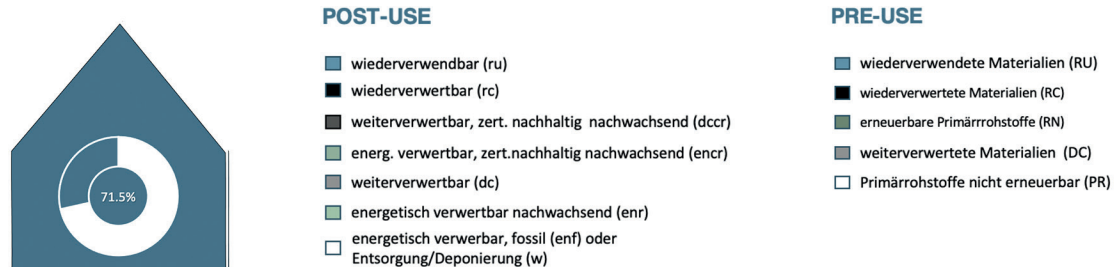 71.5%
POST-USE
wiederverwendbar (ru)
wiederverwertbar (rc)
weiterverwertbar, zert. nachhaltig nachwachsend (dccr)
energ. verwertbar, zert.nachhaltig nachwachsend (encr)
weiterverwertbar (dc)
energetisch verwertbar nachwachsend (enr)
energetisch verwerbar, fossil (enf) oder
Entsorgung/Deponierung (w)
PRE-USE
wiederverwendete Materialien (RU)
wiederverwertete Materialien (RC)
erneuerbare Primärrrohstoffe (RN)
weiterverwertete Materialien (DC)
Primärrohstoffe nicht erneuerbar (PR)